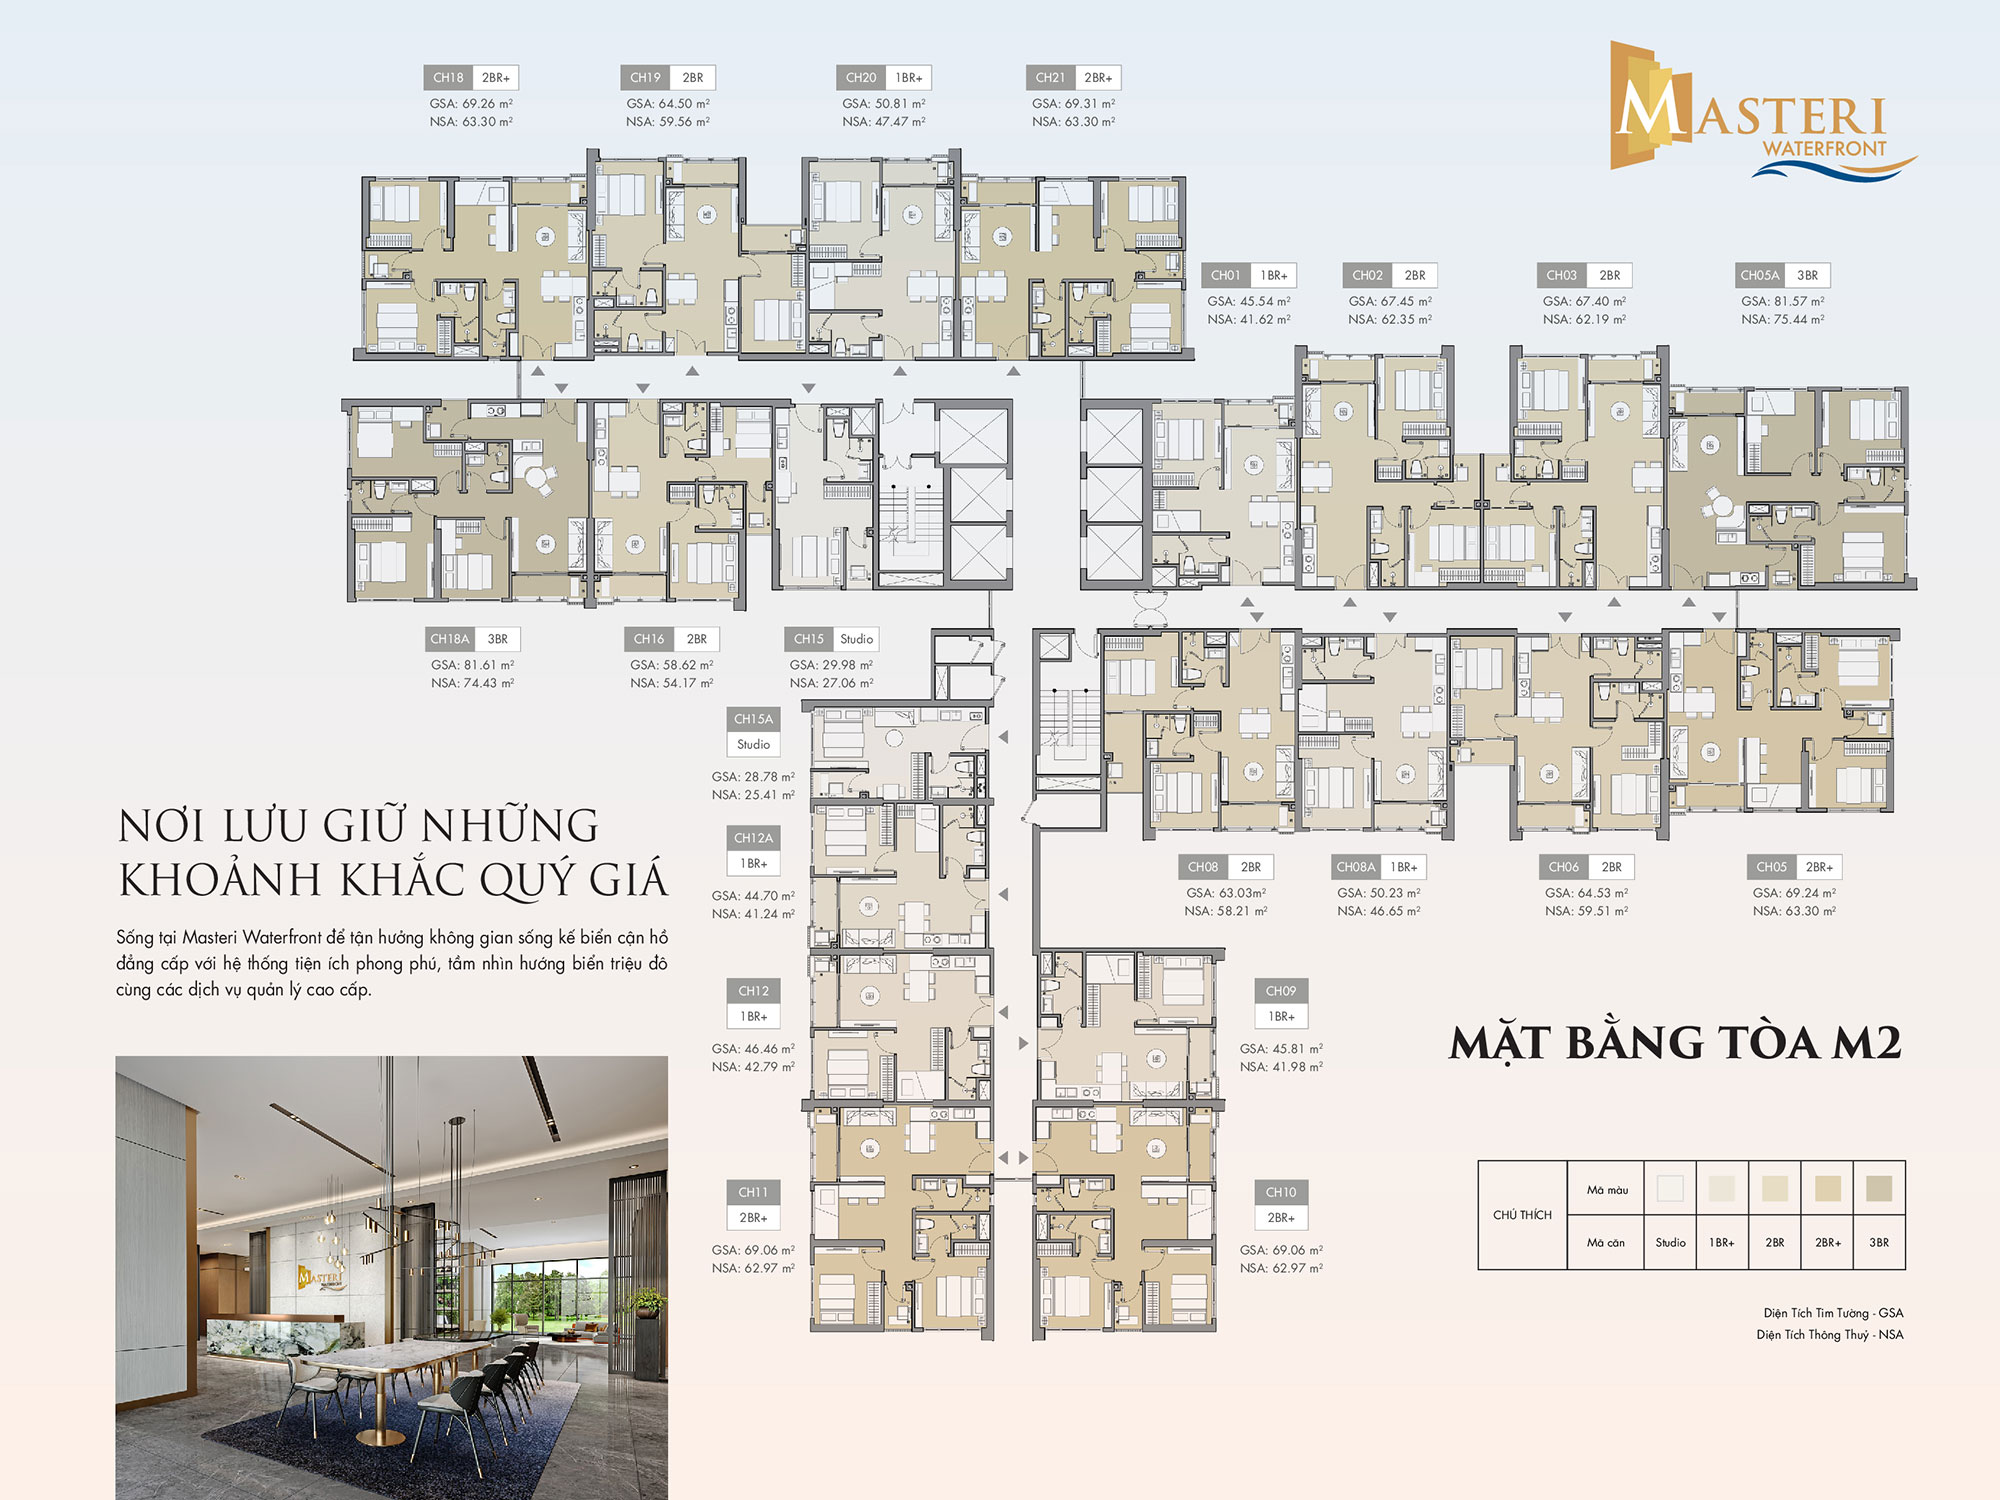 CH18 2BR+
GSA: 69.26 m²
NSA: 63.30 m²
CH19 2BR
GSA: 64.50 m²
NSA: 59.56 m²
CH20 1BR+
GSA: 50.81 m²
NSA: 47.47 m²
CH21 2BR+
GSA: 69.31 m²
NSA: 63.30 m²
MASTERI
WATERFRONT
CH01 1BR+
GSA: 45.54 m²
NSA: 41.62 m²
CH02 2BR
GSA: 67.45 m²
NSA: 62.35 m²
CH03 2BR
GSA: 67.40 m²
NSA: 62.19 m²
CH05A 3BR
GSA: 81.57 m²
NSA: 75.44 m²
CH18A 3BR
GSA: 81.61 m²
NSA: 74.43 m²
CH16 2BR
GSA: 58.62 m²
NSA: 54.17 m²
CH15 Studio
GSA: 29.98 m²
NSA: 27.06 m²
CH15A
Studio
GSA: 28.78 m²
NSA: 25.41 m²
CH12A
1BR+
GSA: 44.70 m²
NSA: 41.24 m²
CH08 2BR
GSA: 63.03m²
NSA: 58.21 m²
CH08A 1BR+
GSA: 50.23 m²
NSA: 46.65 m²
CH06 2BR
GSA: 64.53 m²
NSA: 59.51 m²
CH05 2BR+
GSA: 69.24 m²
NSA: 63.30 m²
NƠI LƯU GIỮ NHỮNG
KHOẢNH KHẮC QUÝ GIÁ
Sống tại Masteri Waterfront để tận hưởng không gian sống kế biển cận hồ
đẳng cấp với hệ thống tiện ích phong phú, tầm nhìn hướng biển triệu đô
cùng các dịch vụ quản lý cao cấp.
CH12
1BR+
GSA: 46.46 m²
NSA: 42.79 m²
CH09
1BR+
GSA: 45.81 m²
NSA: 41.98 m²
MẶT BẰNG TÒA M2
CH11
2BR+
GSA: 69.06 m²
NSA: 62.97 m²
CH10
2BR+
GSA: 69.06 m²
NSA: 62.97 m²
CHÚ THÍCH
Mã màu
Mã căn Studio 1BR+ 2BR 2BR+ 3BR
Diện Tích Tim Tường - GSA
Diện Tích Thông Thuỷ - NSA
MASTERI
WATERFRONT